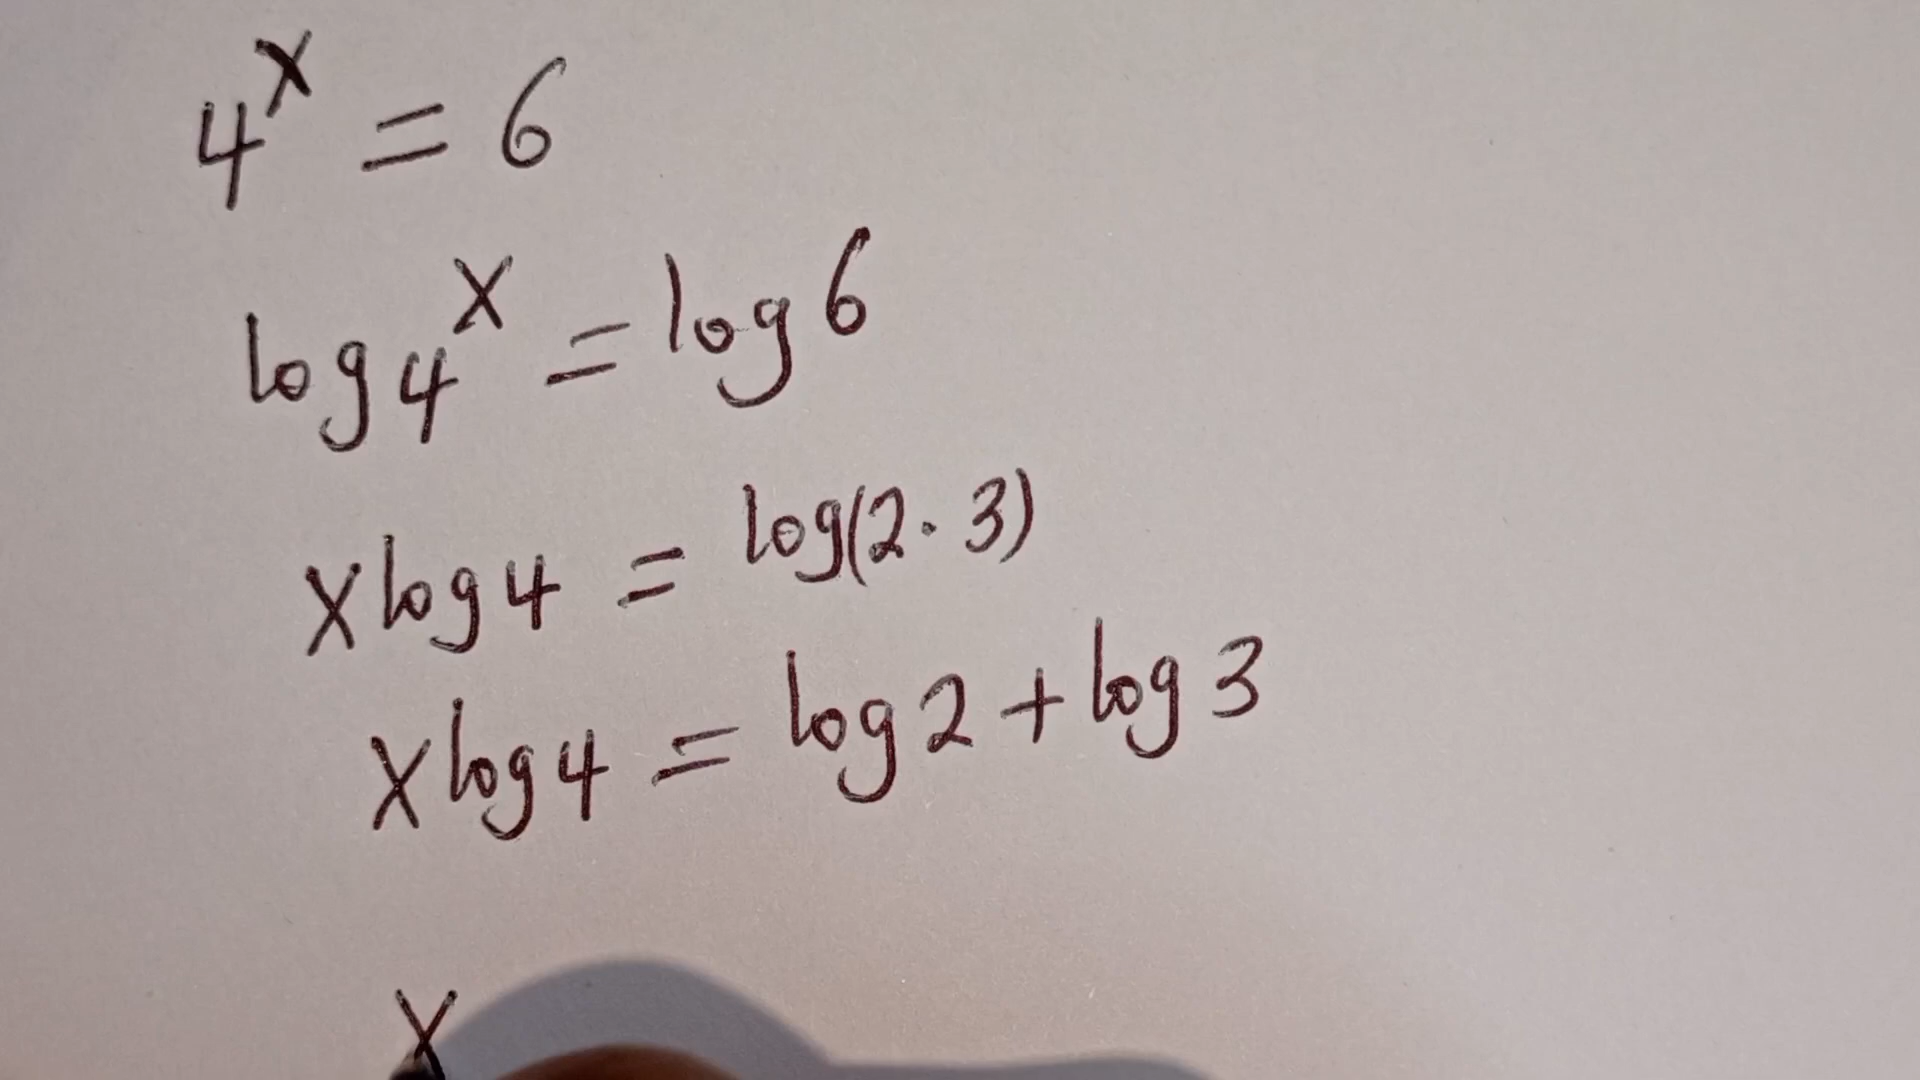 4^x = 6
log 4^x = log 6
x log 4 = log(2 · 3)
x log 4 = log 2 + log 3
x